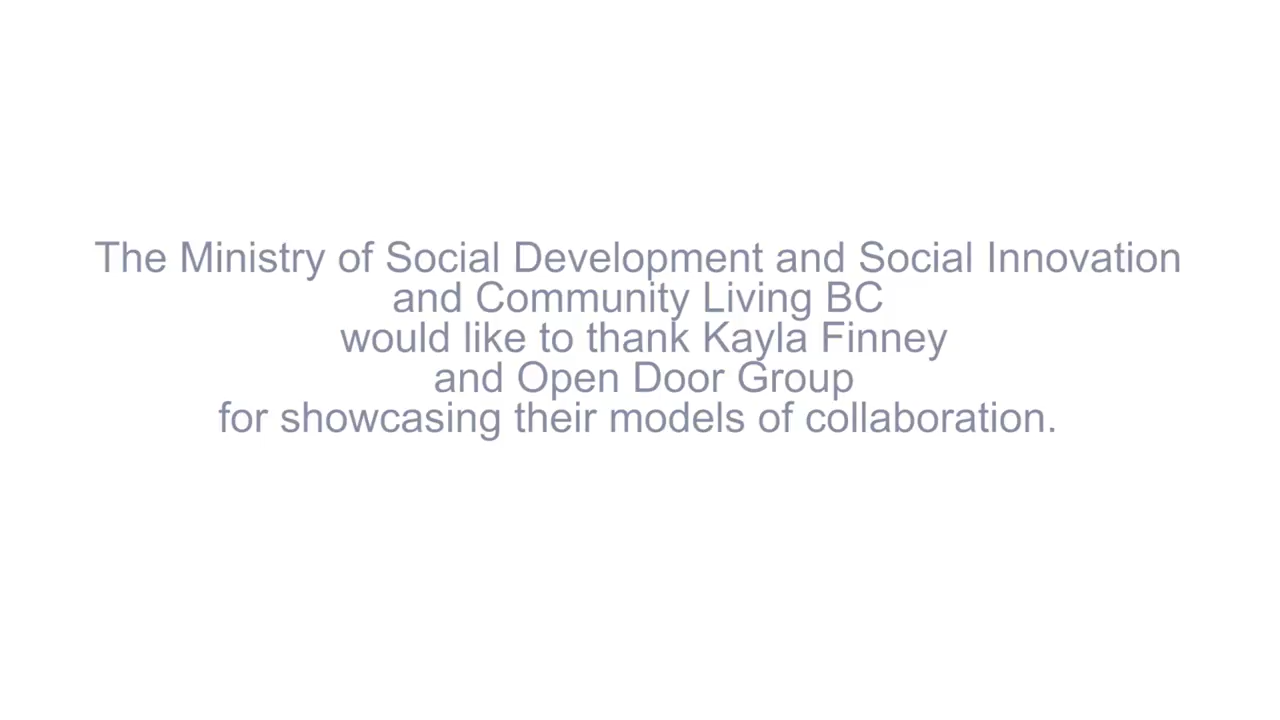 The Ministry of Social Development and Social Innovation
and Community Living BC
would like to thank Kayla Finney
and Open Door Group
for showcasing their models of collaboration.